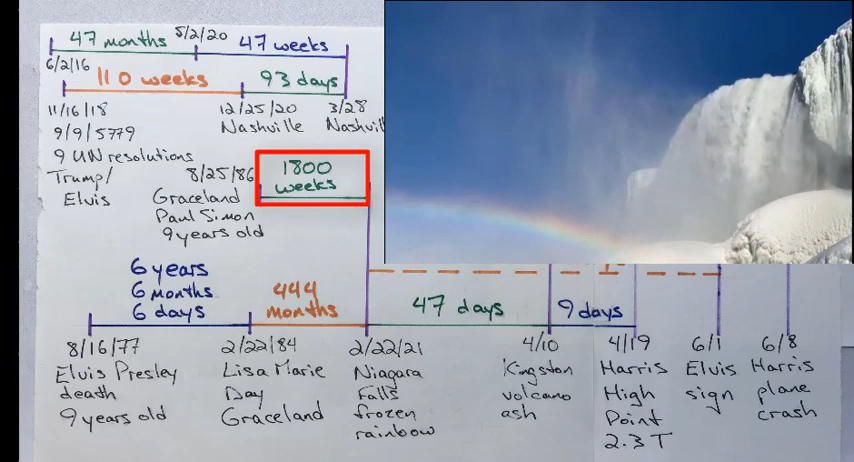 47 months 5/2/20 47 weeks
6/2/16
110 weeks 93 days
11/16/18 12/25/20 3/28
9/9/5779 Nashville
9 UN resolutions
Trump/
Elvis
8/25/86 1800
weeks
Graceland
Paul Simon
9 years old
6 years
6 months
6 days
444
months
47 days 9 days
8/16/77 2/22/84 2/22/21 4/10 4/19 6/1 6/8
Elvis Presley Lisa Marie Niagara Kingston Harris Elvis Harris
death Day Falls volcano High sign plane
9 years old Graceland frozen ash Point crash
rainbow 2.3T